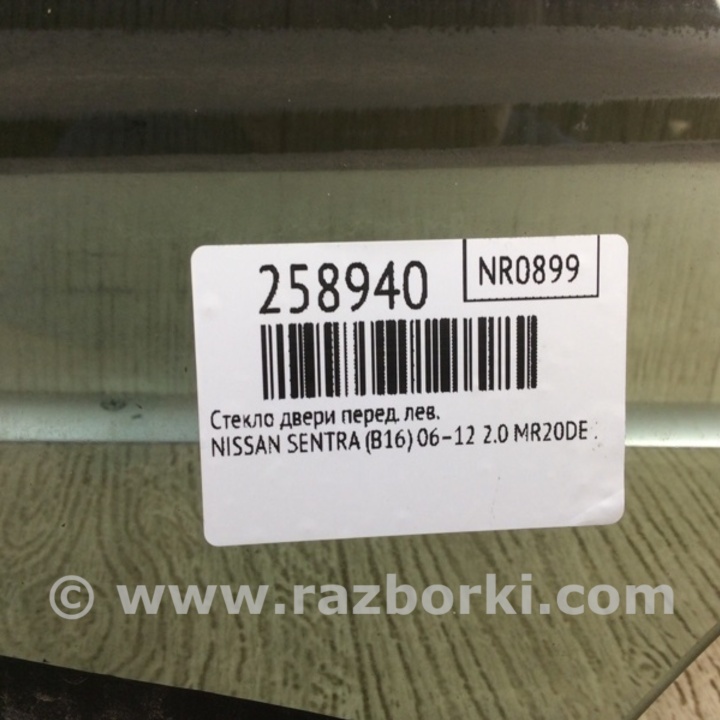 258940
NR0899
Стекло двери перед. лев.
NISSAN SENTRA (B16) 06-12 2.0 MR20DE .
© www.razborki.com